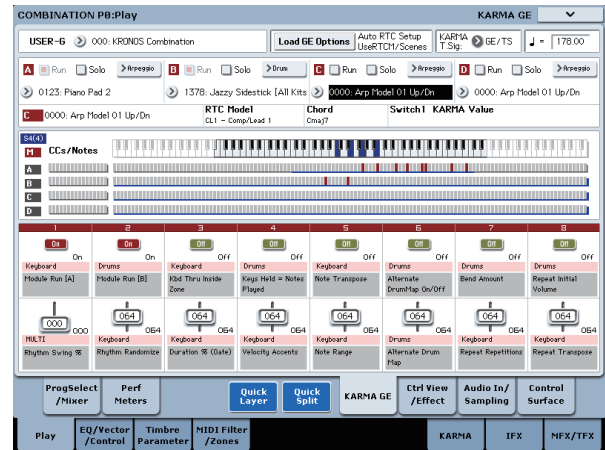 COMBINATION P0:Play KARMA GE
USER-G 000: KRONOS Combination Load GE Options Auto RTC Setup UseRTCM/Scenes KARMA T.Sig: GE/TS ♩= 178.00
A Run Solo >Arpeggio B Run Solo >Drum C Run Solo >Arpeggio D Run Solo >Arpeggio
0123: Piano Pad 2 1378: Jazzy Sidestick [All Kits 0000: Arp Model 01 Up/Dn 0000: Arp Model 01 Up/Dn
C 0000: Arp Model 01 Up/Dn RTC Model CL1 - Comp/Lead 1 Chord Cmaj7 Switch1 KARMA Value
S4(4)
M CCs/Notes
A
B
C
D
1 2 3 4 5 6 7 8
On On Off Off Off Off Off Off
On On Off Off Off Off Off Off
Keyboard Drums Keyboard Keyboard Keyboard Drums Drums Drums
Module Run [A] Module Run [B] Kbd Thru Inside Zone Keys Held = Notes Played Note Transpose Alternate DrumMap On/Off Bend Amount Repeat Initial Volume
000 064 064 064 064 064 064 064
000 064 064 064 064 064 064 064
MULTI Keyboard Keyboard Keyboard Keyboard Drums Keyboard Keyboard
Rhythm Swing % Rhythm Randomize Duration % (Gate) Velocity Accents Note Range Alternate Drum Map Repeat Repetitions Repeat Transpose
ProgSelect /Mixer Perf Meters Quick Layer Quick Split KARMA GE Ctrl View /Effect Audio In/ Sampling Control Surface
Play EQ/Vector /Control Timbre Parameter MIDI Filter /Zones KARMA IFX MFX/TFX